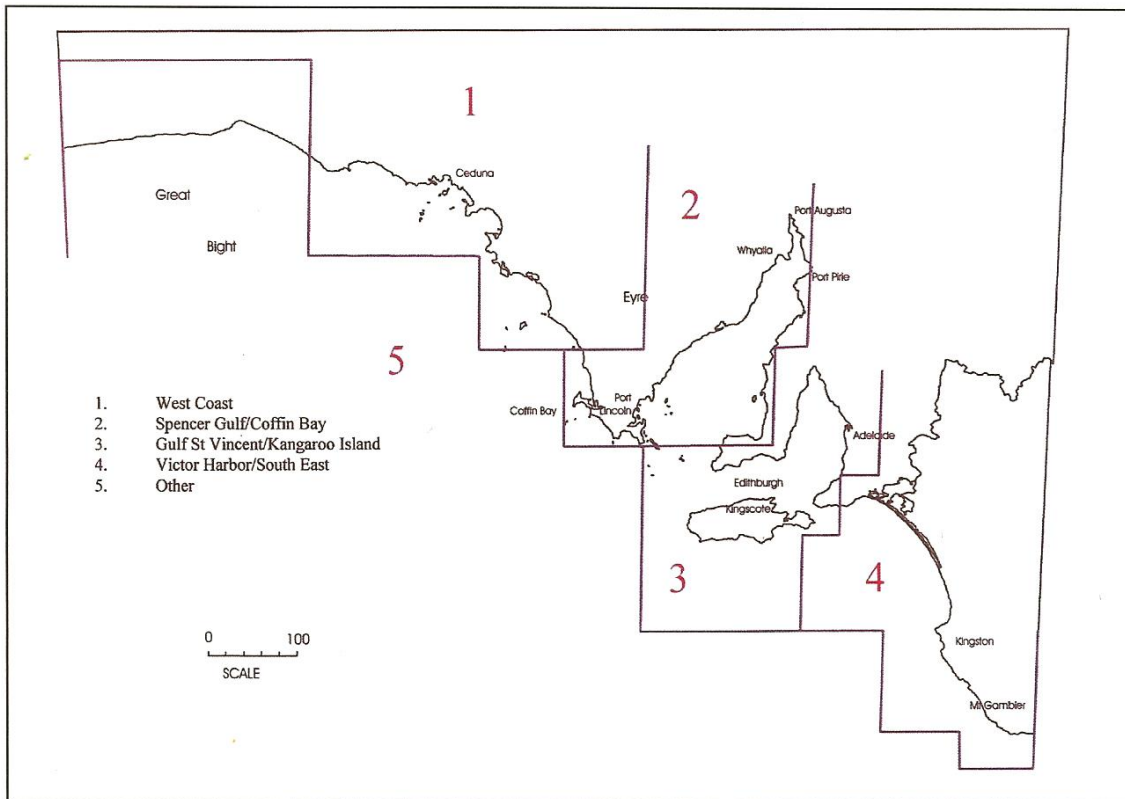 1
Ceduna
Great
2
Port Augusta
Bight
Whyalla
Port Pirie
Eyre
5
1. West Coast
2. Spencer Gulf/Coffin Bay
3. Gulf St Vincent/Kangaroo Island
4. Victor Harbor/South East
5. Other
Coffin Bay
Port
Lincoln
Adelaide
Edithburgh
Kingscote
3
4
0 100
SCALE
Kingston
Mt Gambier